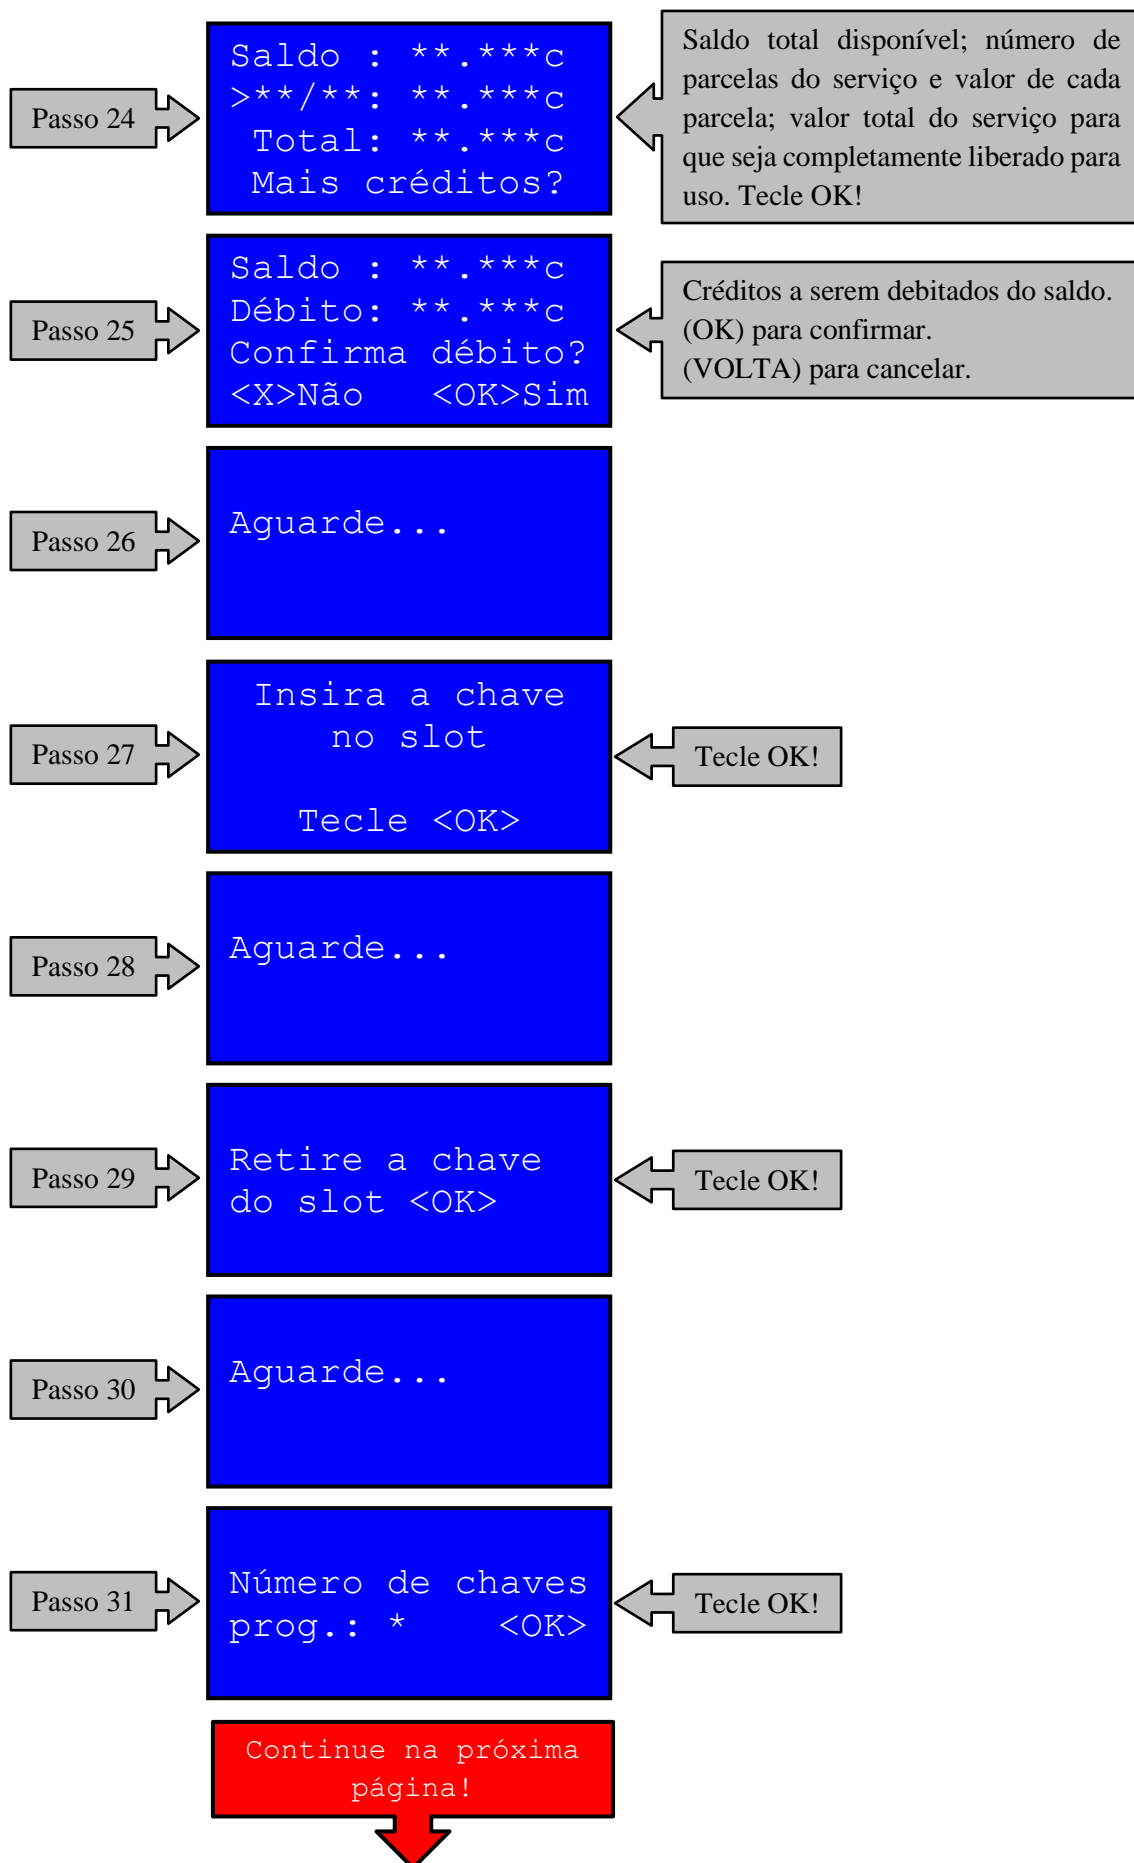 Passo 24
Saldo : **.***c
>**/**: **.***c
Total: **.***c
Mais créditos?
Saldo total disponível; número de
parcelas do serviço e valor de cada
parcela; valor total do serviço para
que seja completamente liberado para
uso. Tecle OK!
Passo 25
Saldo : **.***c
Débito: **.***c
Confirma débito?
<X>Não <OK>Sim
Créditos a serem debitados do saldo.
(OK) para confirmar.
(VOLTA) para cancelar.
Passo 26
Aguarde...
Passo 27
Insira a chave
no slot
Tecle <OK>
Tecle OK!
Passo 28
Aguarde...
Passo 29
Retire a chave
do slot <OK>
Tecle OK!
Passo 30
Aguarde...
Passo 31
Número de chaves
prog.: * <OK>
Tecle OK!
Continue na próxima
página!